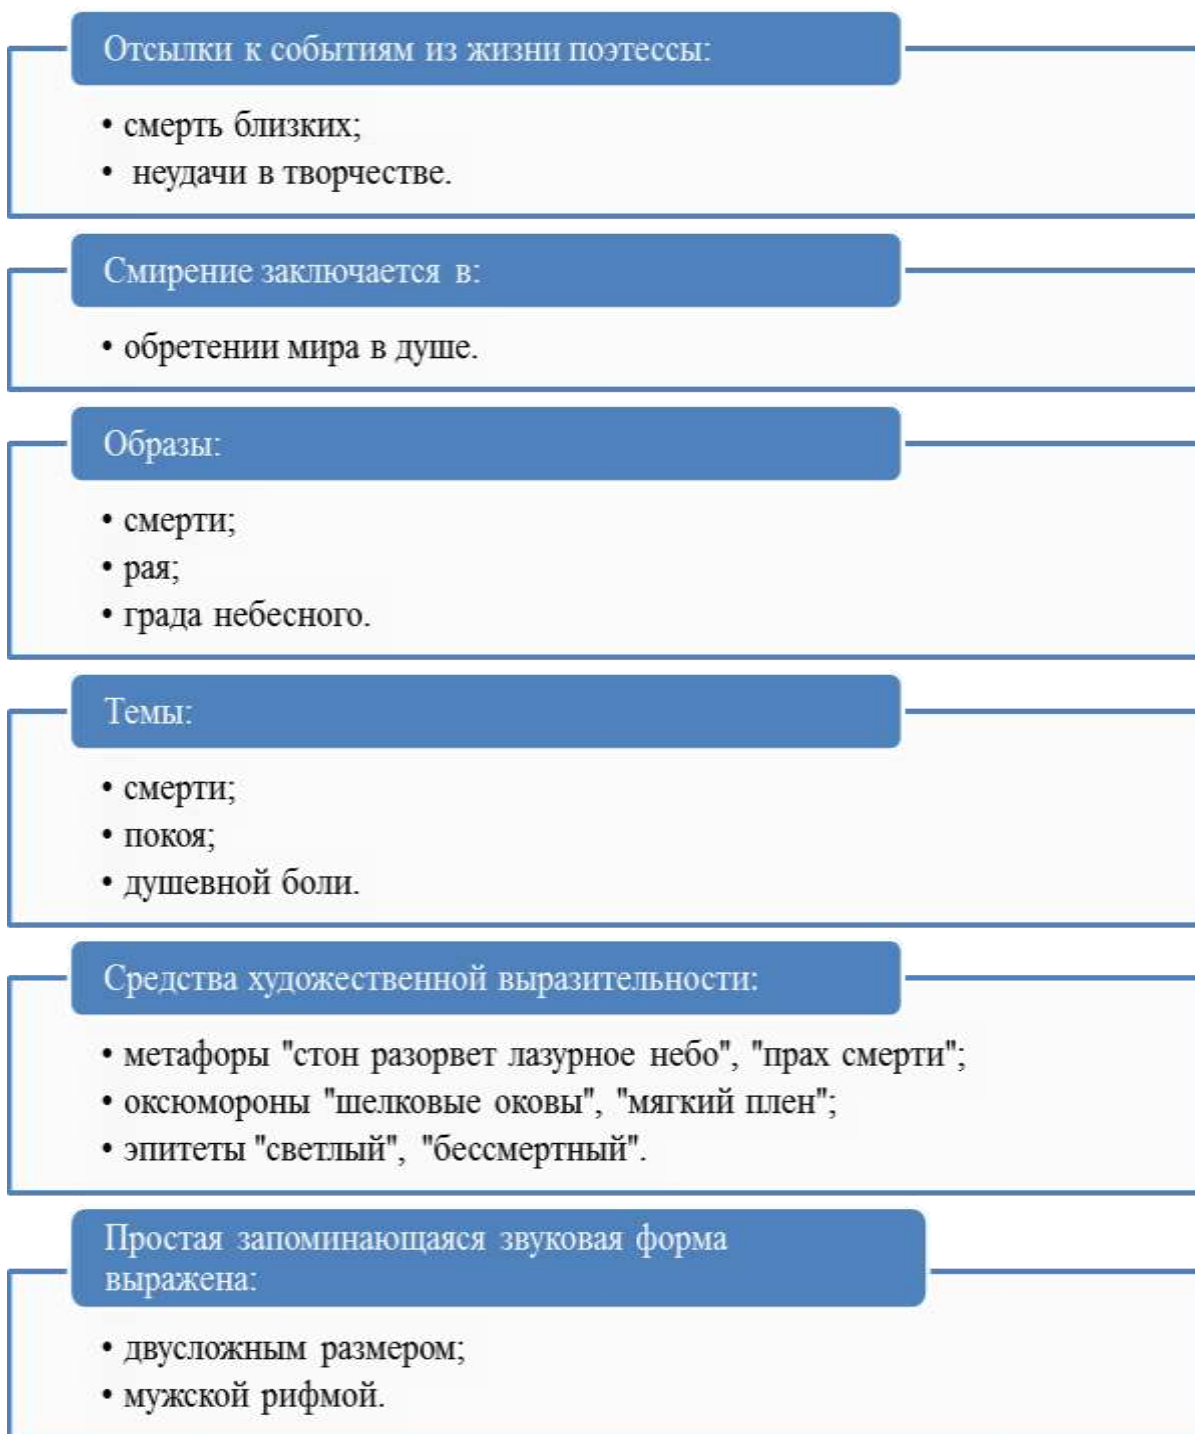 Отсылки к событиям из жизни поэтессы:
• смерть близких;
• неудачи в творчестве.
Смирение заключается в:
• обретении мира в душе.
Образы:
• смерти;
• рая;
• града небесного.
Темы:
• смерти;
• покоя;
• душевной боли.
Средства художественной выразительности:
• метафоры "стон разорвет лазурное небо", "прах смерти";
• оксюмороны "шелковые оковы", "мягкий плен";
• эпитеты "светлый", "бессмертный".
Простая запоминающаяся звуковая форма
выражена:
• двусложным размером;
• мужской рифмой.